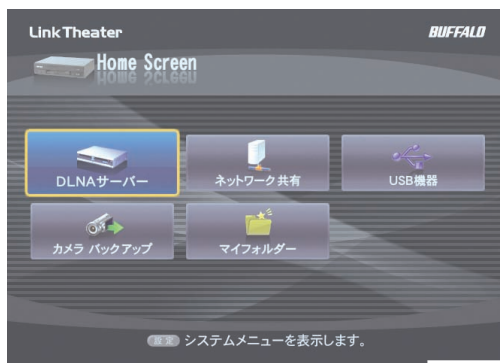 LinkTheater
BUFFALO
Home Screen
DLNAサーバー
ネットワーク共有
USB機器
カメラ バックアップ
マイフォルダー
設定 システムメニューを表示します。